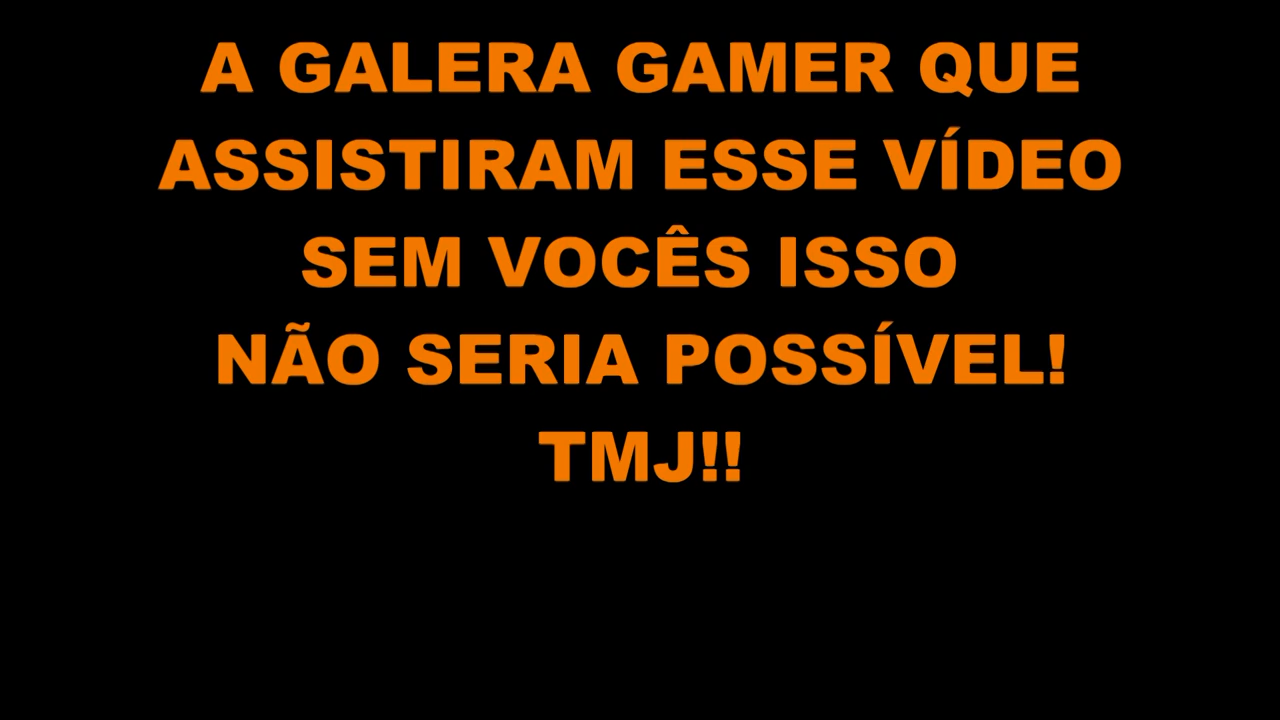 A GALERA GAMER QUE
ASSISTIRAM ESSE VÍDEO
SEM VOCÊS ISSO
NÃO SERIA POSSÍVEL!
TMJ!!